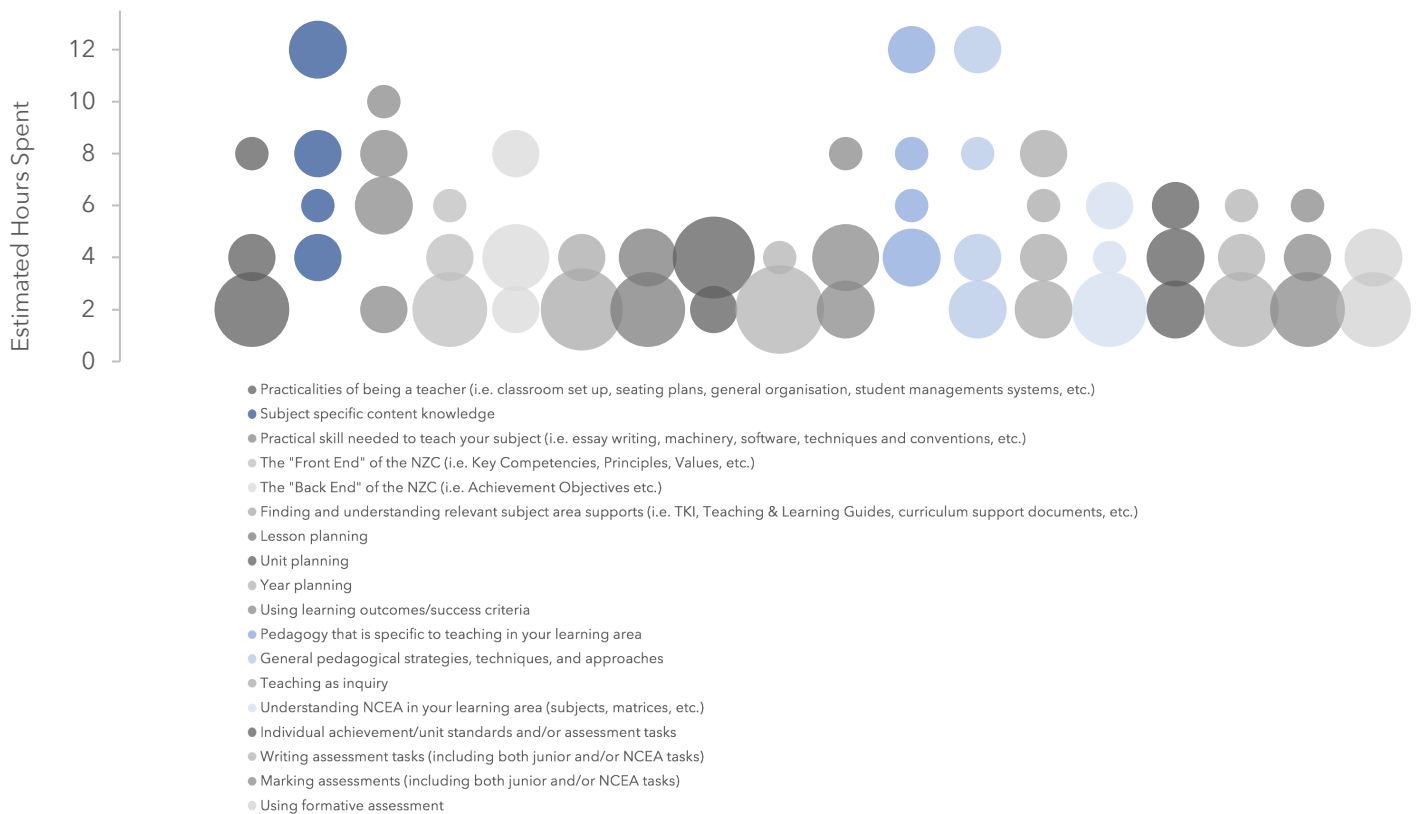 Estimated Hours Spent
12
10
8
6
4
2
0
Practicalities of being a teacher (i.e. classroom set up, seating plans, general organisation, student managements systems, etc.)
Subject specific content knowledge
Practical skill needed to teach your subject (i.e. essay writing, machinery, software, techniques and conventions, etc.)
The "Front End" of the NZC (i.e. Key Competencies, Principles, Values, etc.)
The "Back End" of the NZC (i.e. Achievement Objectives etc.)
Finding and understanding relevant subject area supports (i.e. TKI, Teaching & Learning Guides, curriculum support documents, etc.)
Lesson planning
Unit planning
Year planning
Using learning outcomes/success criteria
Pedagogy that is specific to teaching in your learning area
General pedagogical strategies, techniques, and approaches
Teaching as inquiry
Understanding NCEA in your learning area (subjects, matrices, etc.)
Individual achievement/unit standards and/or assessment tasks
Writing assessment tasks (including both junior and/or NCEA tasks)
Marking assessments (including both junior and/or NCEA tasks)
Using formative assessment